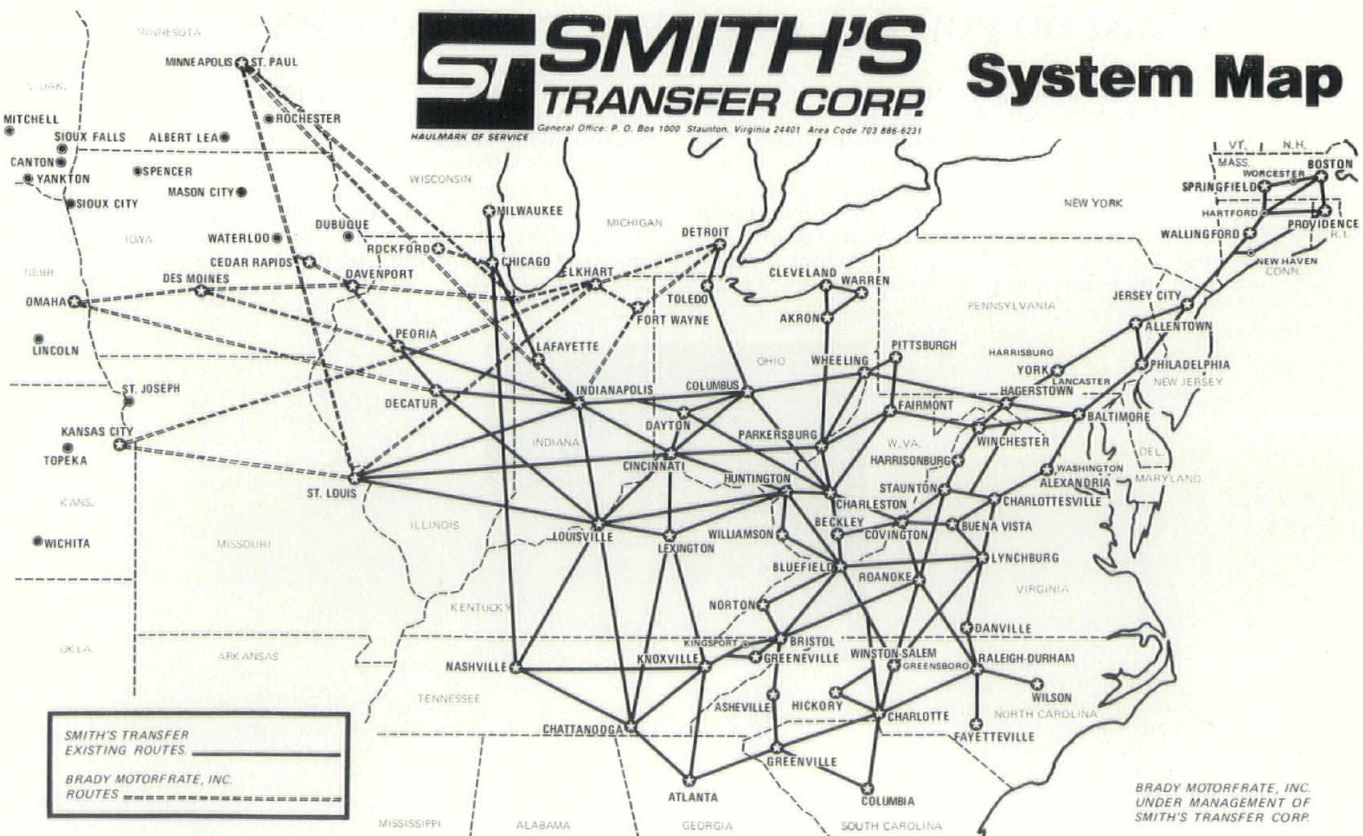 ST
SMITH'S
TRANSFER CORP.
HAULMARK OF SERVICE
General Office: P. O. Box 1000 Staunton, Virginia 24401 Area Code 703 886-6231
System Map
MINNESOTA
MINNEAPOLIS
ST. PAUL
S. DAK.
MITCHELL
SIOUX FALLS
ALBERT LEA
ROCHESTER
CANTON
YANKTON
SPENCER
SIOUX CITY
MASON CITY
WISCONSIN
MILWAUKEE
MICHIGAN
DETROIT
NEW YORK
VT.
N.H.
MASS.
WORCESTER
BOSTON
SPRINGFIELD
HARTFORD
PROVIDENCE
WALLINGFORD
R.I.
NEW HAVEN
CONN.
IOWA
WATERLOO
DUBUQUE
ROCKFORD
CHICAGO
CEDAR RAPIDS
DAVENPORT
ELKHART
NEBR.
DES MOINES
OMAHA
TOLEDO
CLEVELAND
WARREN
PENNSYLVANIA
JERSEY CITY
FORT WAYNE
AKRON
ALLENTOWN
LINCOLN
PEORIA
LAFAYETTE
OHIO
WHEELING
PITTSBURGH
HARRISBURG
YORK
LANCASTER
PHILADELPHIA
NEW JERSEY
ST. JOSEPH
DECATUR
INDIANAPOLIS
COLUMBUS
HAGERSTOWN
DAYTON
FAIRMONT
BALTIMORE
KANSAS CITY
TOPEKA
INDIANA
CINCINNATI
PARKERSBURG
W.VA.
WINCHESTER
DEL.
HARRISONBURG
WASHINGTON
ALEXANDRIA
MARYLAND
KANS.
ST. LOUIS
HUNTINGTON
CHARLESTON
STAUNTON
CHARLOTTESVILLE
ILLINOIS
WICHITA
MISSOURI
LOUISVILLE
LEXINGTON
WILLIAMSON
BECKLEY
COVINGTON
BUENA VISTA
BLUEFIELD
ROANOKE
LYNCHBURG
VIRGINIA
KENTUCKY
NORTON
DANVILLE
OKLA.
ARKANSAS
NASHVILLE
KNOXVILLE
KINGSPORT
BRISTOL
GREENEVILLE
WINSTON-SALEM
GREENSBORO
RALEIGH-DURHAM
WILSON
TENNESSEE
ASHEVILLE
HICKORY
CHARLOTTE
NORTH CAROLINA
FAYETTEVILLE
CHATTANOOGA
GREENVILLE
ATLANTA
COLUMBIA
MISSISSIPPI
ALABAMA
GEORGIA
SOUTH CAROLINA
SMITH'S TRANSFER
EXISTING ROUTES.
BRADY MOTORFRATE, INC.
ROUTES
BRADY MOTORFRATE, INC.
UNDER MANAGEMENT OF
SMITH'S TRANSFER CORP.